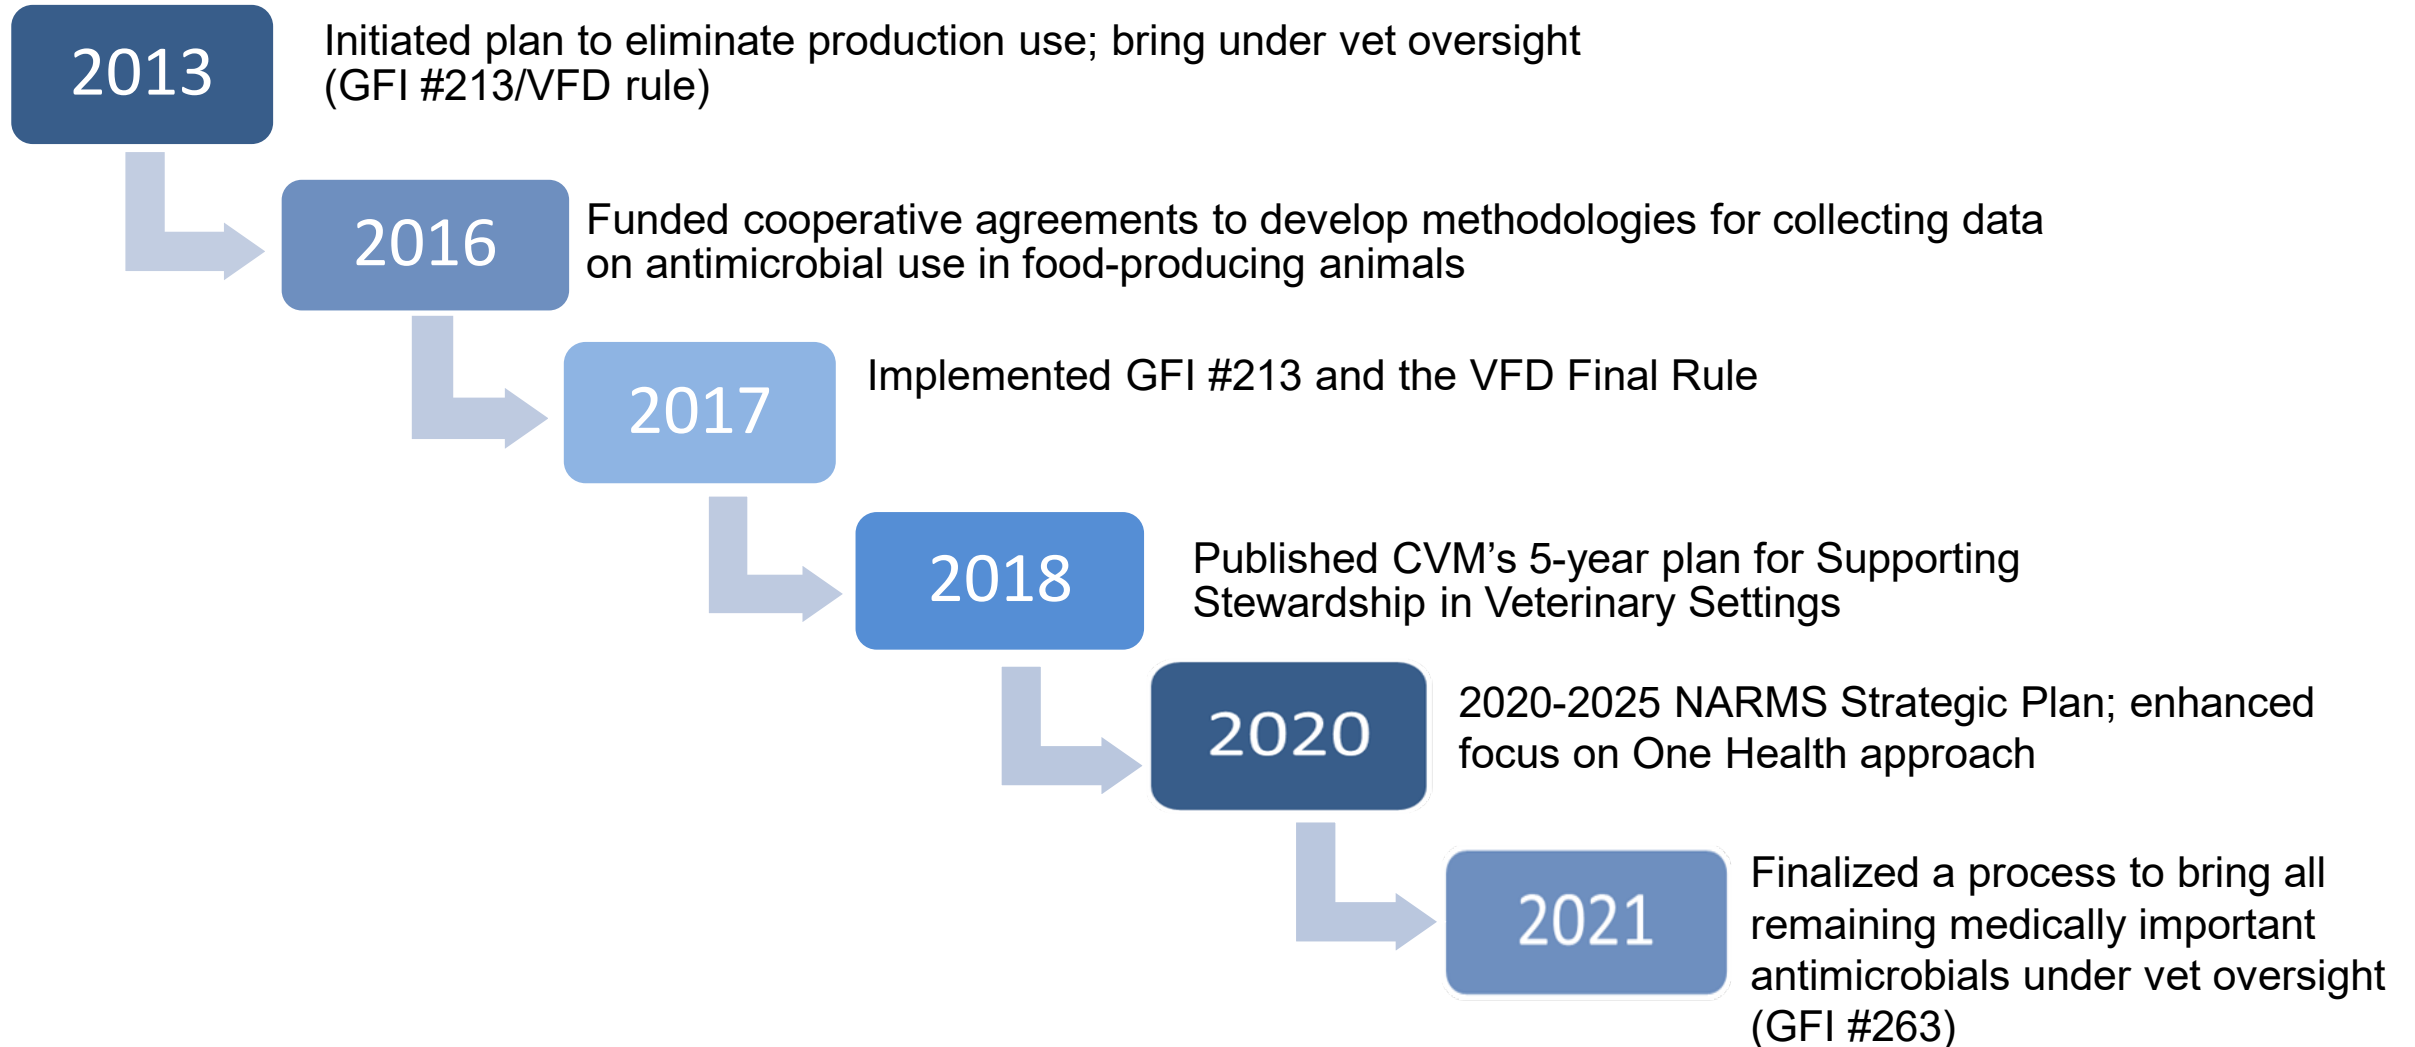 2013
Initiated plan to eliminate production use; bring under vet oversight
(GFI #213/VFD rule)
2016
Funded cooperative agreements to develop methodologies for collecting data
on antimicrobial use in food-producing animals
2017
Implemented GFI #213 and the VFD Final Rule
2018
Published CVM’s 5-year plan for Supporting
Stewardship in Veterinary Settings
2020
2020-2025 NARMS Strategic Plan; enhanced
focus on One Health approach
2021
Finalized a process to bring all
remaining medically important
antimicrobials under vet oversight
(GFI #263)